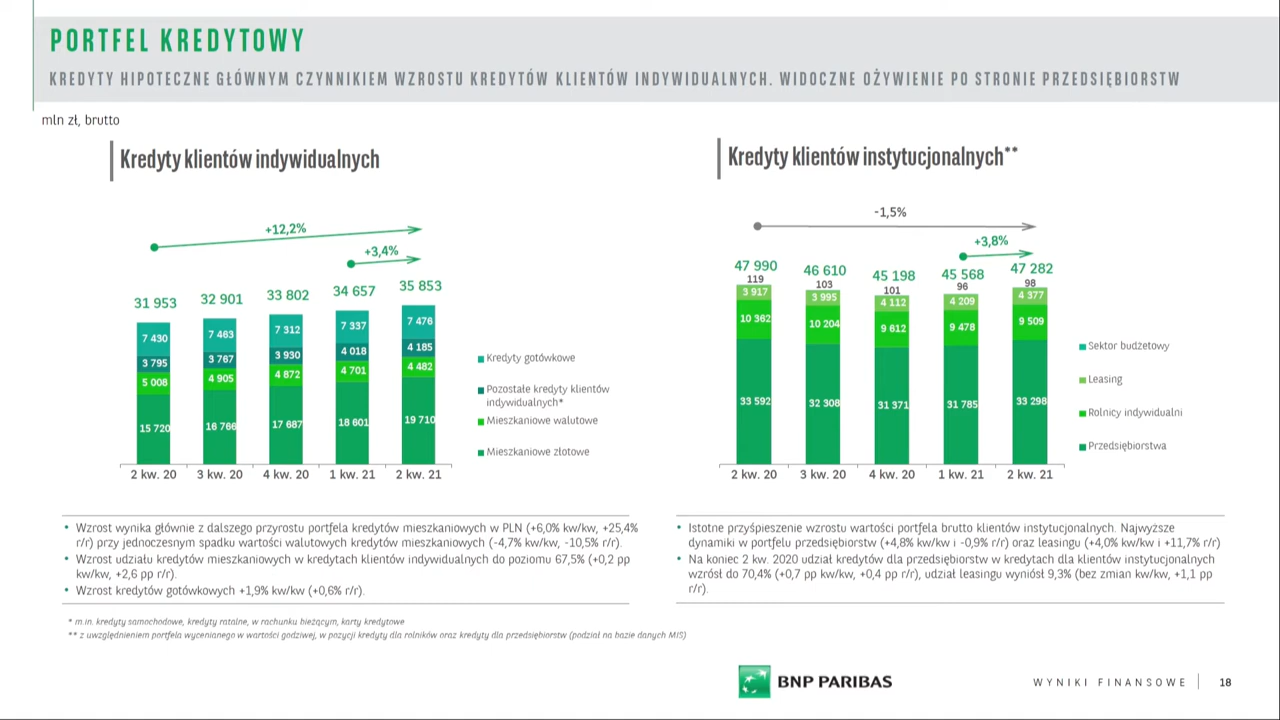 PORTFEL KREDYTOWY
KREDYTY HIPOTECZNE GŁÓWNYM CZYNNIKIEM WZROSTU KREDYTÓW KLIENTÓW INDYWIDUALNYCH. WIDOCZNE OŻYWIENIE PO STRONIE PRZEDSIĘBIORSTW
mln zł, brutto
Kredyty klientów indywidualnych
+12,2%
+3,4%
31 953 32 901 33 802 34 657 35 853
7 430 7 463 7 312 7 337 7 476
3 795 3 767 3 930 4 018 4 185
5 008 4 905 4 872 4 701 4 482
15 720 16 766 17 687 18 601 19 710
2 kw. 20 3 kw. 20 4 kw. 20 1 kw. 21 2 kw. 21
Kredyty gotówkowe
Pozostałe kredyty klientów
indywidualnych*
Mieszkaniowe walutowe
Mieszkaniowe złotowe
• Wzrost wynika głównie z dalszego przyrostu portfela kredytów mieszkaniowych w PLN (+6,0% kw/kw, +25,4%
r/r) przy jednoczesnym spadku wartości walutowych kredytów mieszkaniowych (-4,7% kw/kw, -10,5% r/r).
• Wzrost udziału kredytów mieszkaniowych w kredytach klientów indywidualnych do poziomu 67,5% (+0,2 pp
kw/kw, +2,6 pp r/r).
• Wzrost kredytów gotówkowych +1,9% kw/kw (+0,6% r/r).
Kredyty klientów instytucjonalnych**
-1,5%
+3,8%
47 990 46 610 45 198 45 568 47 282
119 103 101 96 98
3 917 3 995 4 112 4 209 4 377
10 362 10 204 9 612 9 478 9 509
33 592 32 308 31 371 31 785 33 298
2 kw. 20 3 kw. 20 4 kw. 20 1 kw. 21 2 kw. 21
Sektor budżetowy
Leasing
Rolnicy indywidualni
Przedsiębiorstwa
• Istotne przyśpieszenie wzrostu wartości portfela brutto klientów instytucjonalnych. Najwyższe
dynamiki w portfelu przedsiębiorstw (+4,8% kw/kw i -0,9% r/r) oraz leasingu (+4,0% kw/kw i +11,7% r/r)
• Na koniec 2 kw. 2020 udział kredytów dla przedsiębiorstw w kredytach dla klientów instytucjonalnych
wzrósł do 70,4% (+0,7 pp kw/kw, +0,4 pp r/r), udział leasingu wyniósł 9,3% (bez zmian kw/kw, +1,1 pp
r/r).
* m.in. kredyty samochodowe, kredyty ratalne, w rachunku bieżącym, karty kredytowe
** z uwzględnieniem portfela wycenianego w wartości godziwej, w pozycji kredyty dla rolników oraz kredyty dla przedsiębiorstw (podział na bazie danych MIS)
BNP PARIBAS
WYNIKI FINANSOWE 18